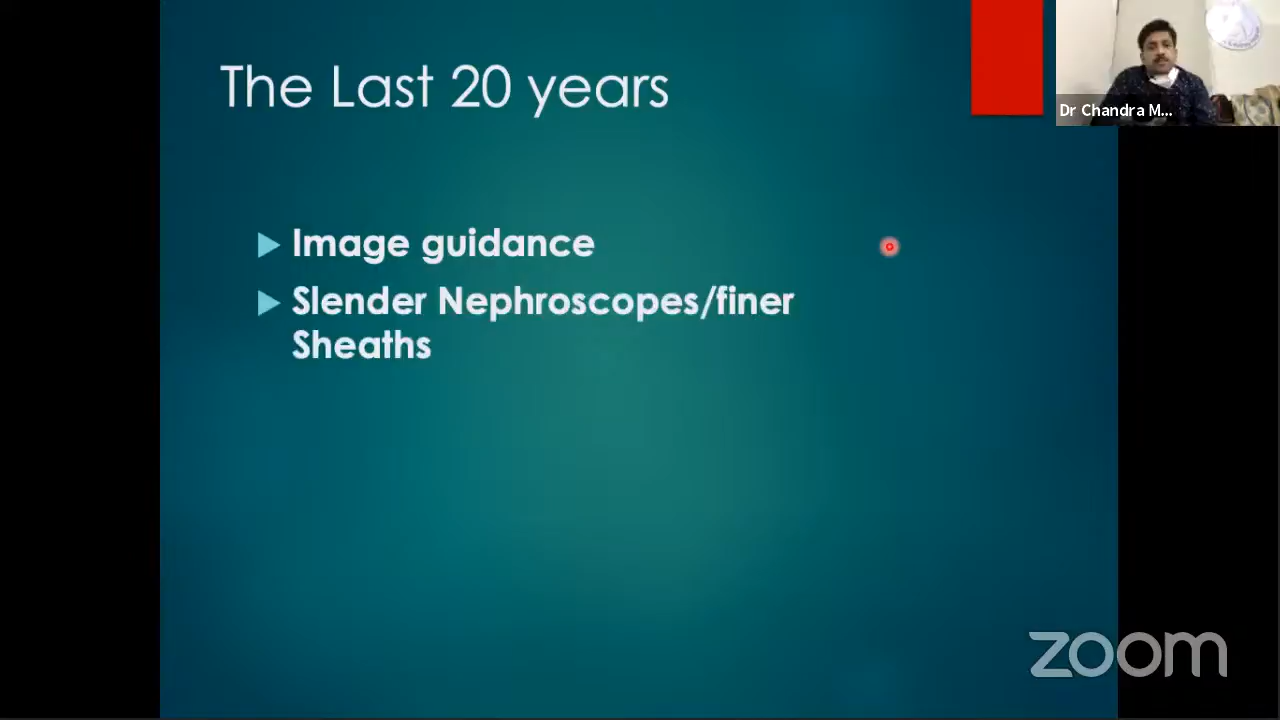 The Last 20 years
Dr Chandra M...
Image guidance
Slender Nephroscopes/finer
Sheaths
zoom